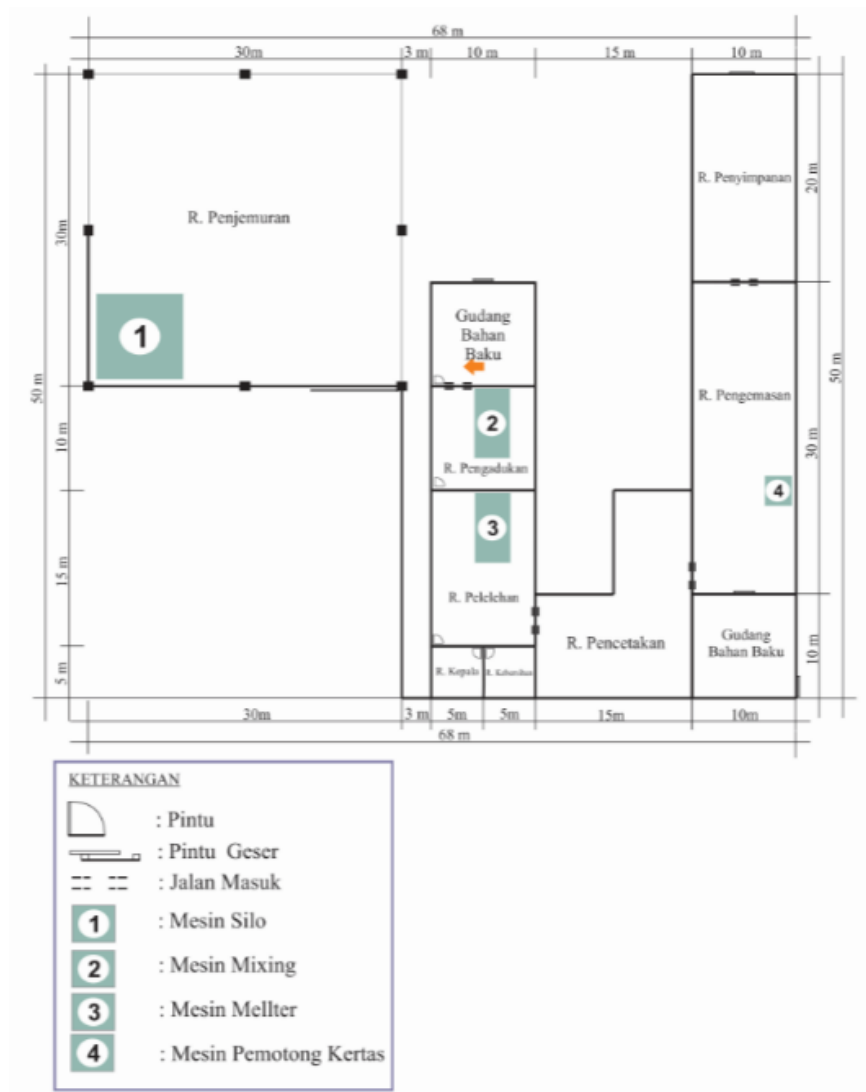 68 m
30m 3 m 10 m 15 m 10 m
R. Penjemuran
30m
50 m
10 m
15 m
5 m
1
Gudang
Bahan
Baku
2
R. Pengadukan
3
R. Pelelehan
R. Kepala
R. Pencetakan
R. Penyimpanan
R. Pengemasan
4
Gudang
Bahan Baku
20 m
30 m
50 m
10 m
30m 3 m 5m 5m 15m 10m
68 m
KETERANGAN
: Pintu
: Pintu Geser
: Jalan Masuk
1 : Mesin Silo
2 : Mesin Mixing
3 : Mesin Mellter
4 : Mesin Pemotong Kertas